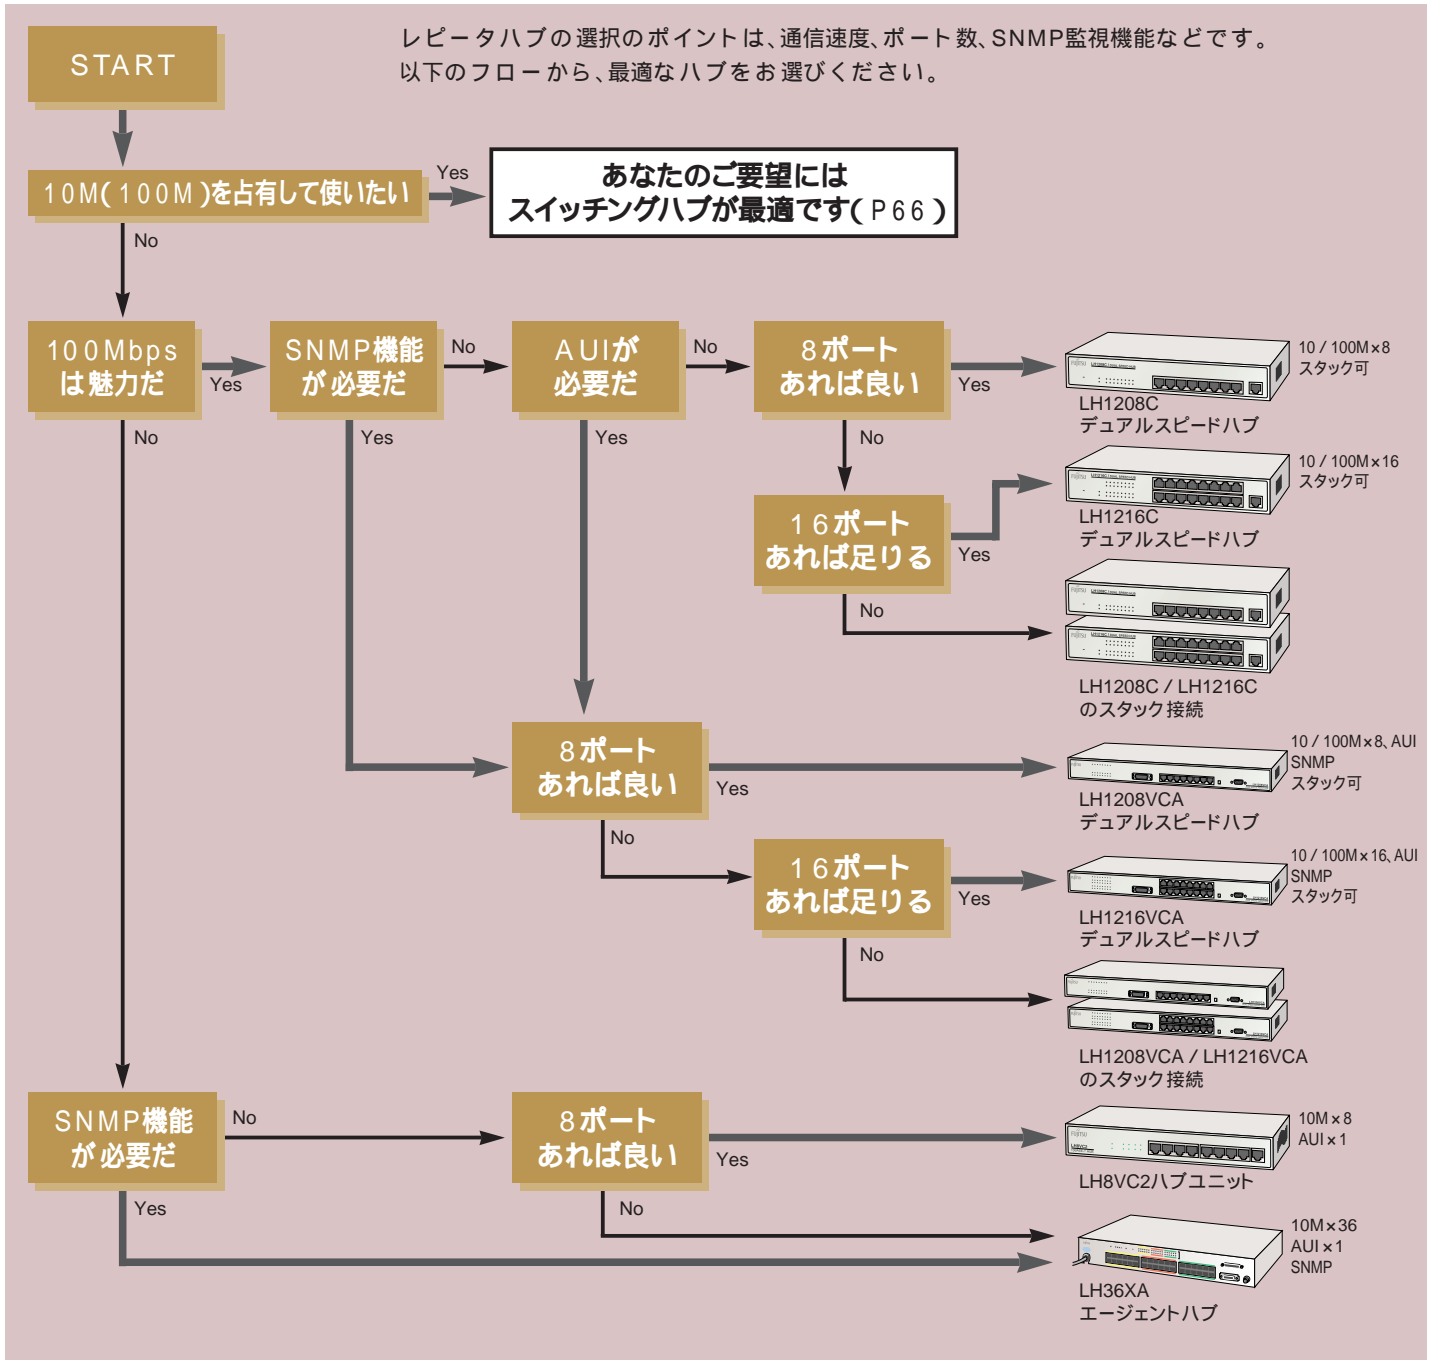 START
レピータハブの選択のポイントは、通信速度、ポート数、SNMP監視機能などです。
以下のフローから、最適なハブをお選びください。
10M(100M)を占有して使いたい
Yes
あなたのご要望には
スイッチングハブが最適です(P66)
No
100Mbps
は魅力だ
Yes
SNMP機能
が必要だ
No
AUIが
必要だ
No
8ポート
あれば良い
Yes
10/100M×8
スタック可
LH1208C
デュアルスピードハブ
No
Yes
Yes
No
10/100M×16
スタック可
LH1216C
デュアルスピードハブ
16ポート
あれば足りる
Yes
No
LH1208C/LH1216C
のスタック接続
8ポート
あれば良い
Yes
10/100M×8、AUI
SNMP
スタック可
LH1208VCA
デュアルスピードハブ
No
16ポート
あれば足りる
Yes
10/100M×16、AUI
SNMP
スタック可
LH1216VCA
デュアルスピードハブ
No
LH1208VCA/LH1216VCA
のスタック接続
SNMP機能
が必要だ
No
8ポート
あれば良い
Yes
10M×8
AUI×1
LH8VC2ハブユニット
Yes
No
10M×36
AUI×1
SNMP
LH36XA
エージェントハブ